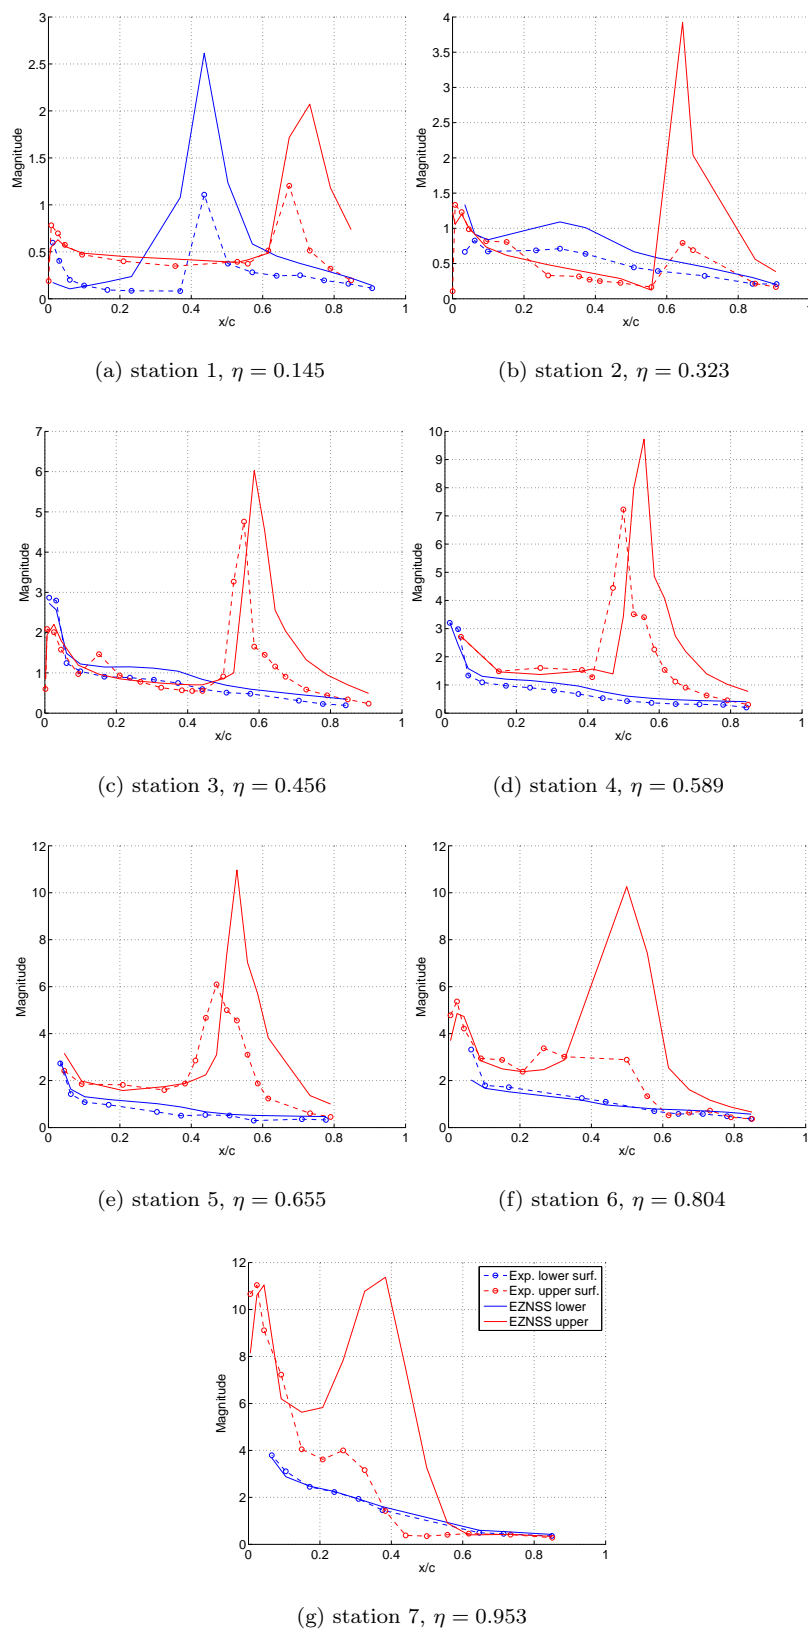 3
2.5
2
1.5
1
0.5
0
Magnitude
0 0.2 0.4 0.6 0.8 1
x/c
(a) station 1, η = 0.145
4
3.5
3
2.5
2
1.5
1
0.5
0
Magnitude
0 0.2 0.4 0.6 0.8 1
x/c
(b) station 2, η = 0.323
7
6
5
4
3
2
1
0
Magnitude
0 0.2 0.4 0.6 0.8 1
x/c
(c) station 3, η = 0.456
10
9
8
7
6
5
4
3
2
1
0
Magnitude
0 0.2 0.4 0.6 0.8 1
x/c
(d) station 4, η = 0.589
12
10
8
6
4
2
0
Magnitude
0 0.2 0.4 0.6 0.8 1
x/c
(e) station 5, η = 0.655
12
10
8
6
4
2
0
Magnitude
0 0.2 0.4 0.6 0.8 1
x/c
(f) station 6, η = 0.804
12
10
8
6
4
2
0
Magnitude
Exp. lower surf.
Exp. upper surf.
EZNSS lower
EZNSS upper
0 0.2 0.4 0.6 0.8 1
x/c
(g) station 7, η = 0.953